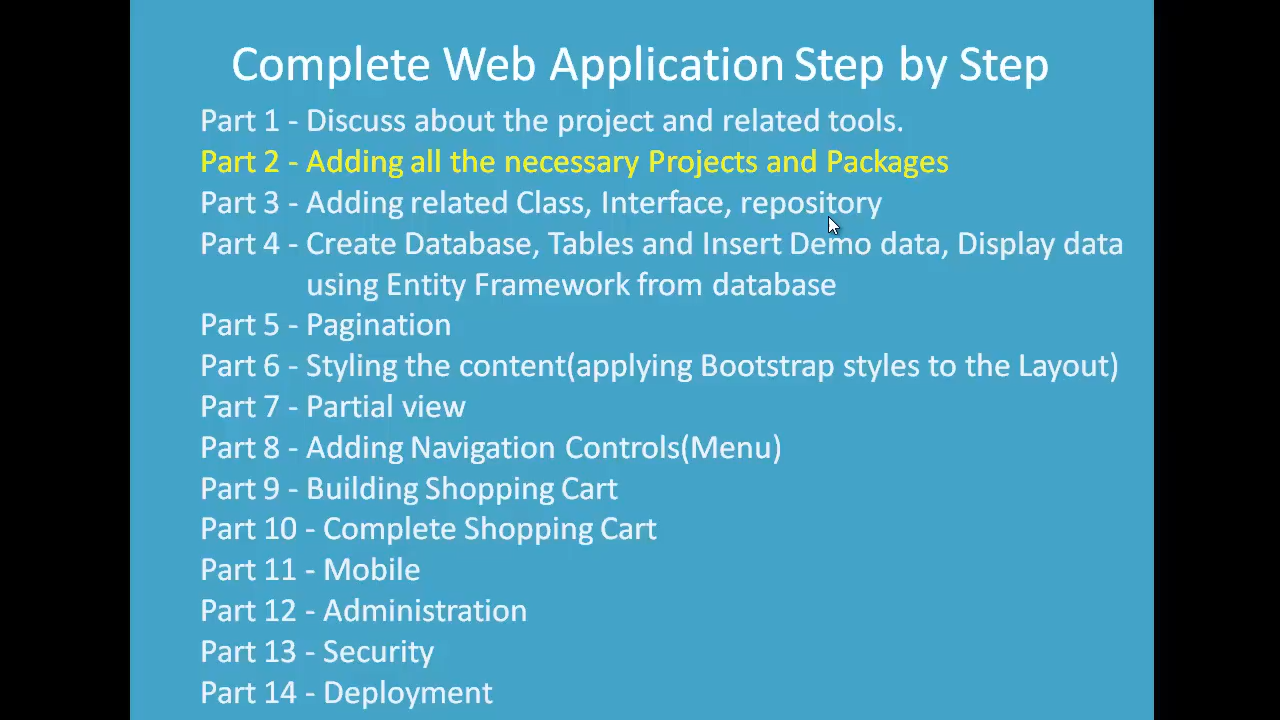 Complete Web Application Step by Step
Part 1 - Discuss about the project and related tools.
Part 2 - Adding all the necessary Projects and Packages
Part 3 - Adding related Class, Interface, repository
Part 4 - Create Database, Tables and Insert Demo data, Display data
using Entity Framework from database
Part 5 - Pagination
Part 6 - Styling the content(applying Bootstrap styles to the Layout)
Part 7 - Partial view
Part 8 - Adding Navigation Controls(Menu)
Part 9 - Building Shopping Cart
Part 10 - Complete Shopping Cart
Part 11 - Mobile
Part 12 - Administration
Part 13 - Security
Part 14 - Deployment